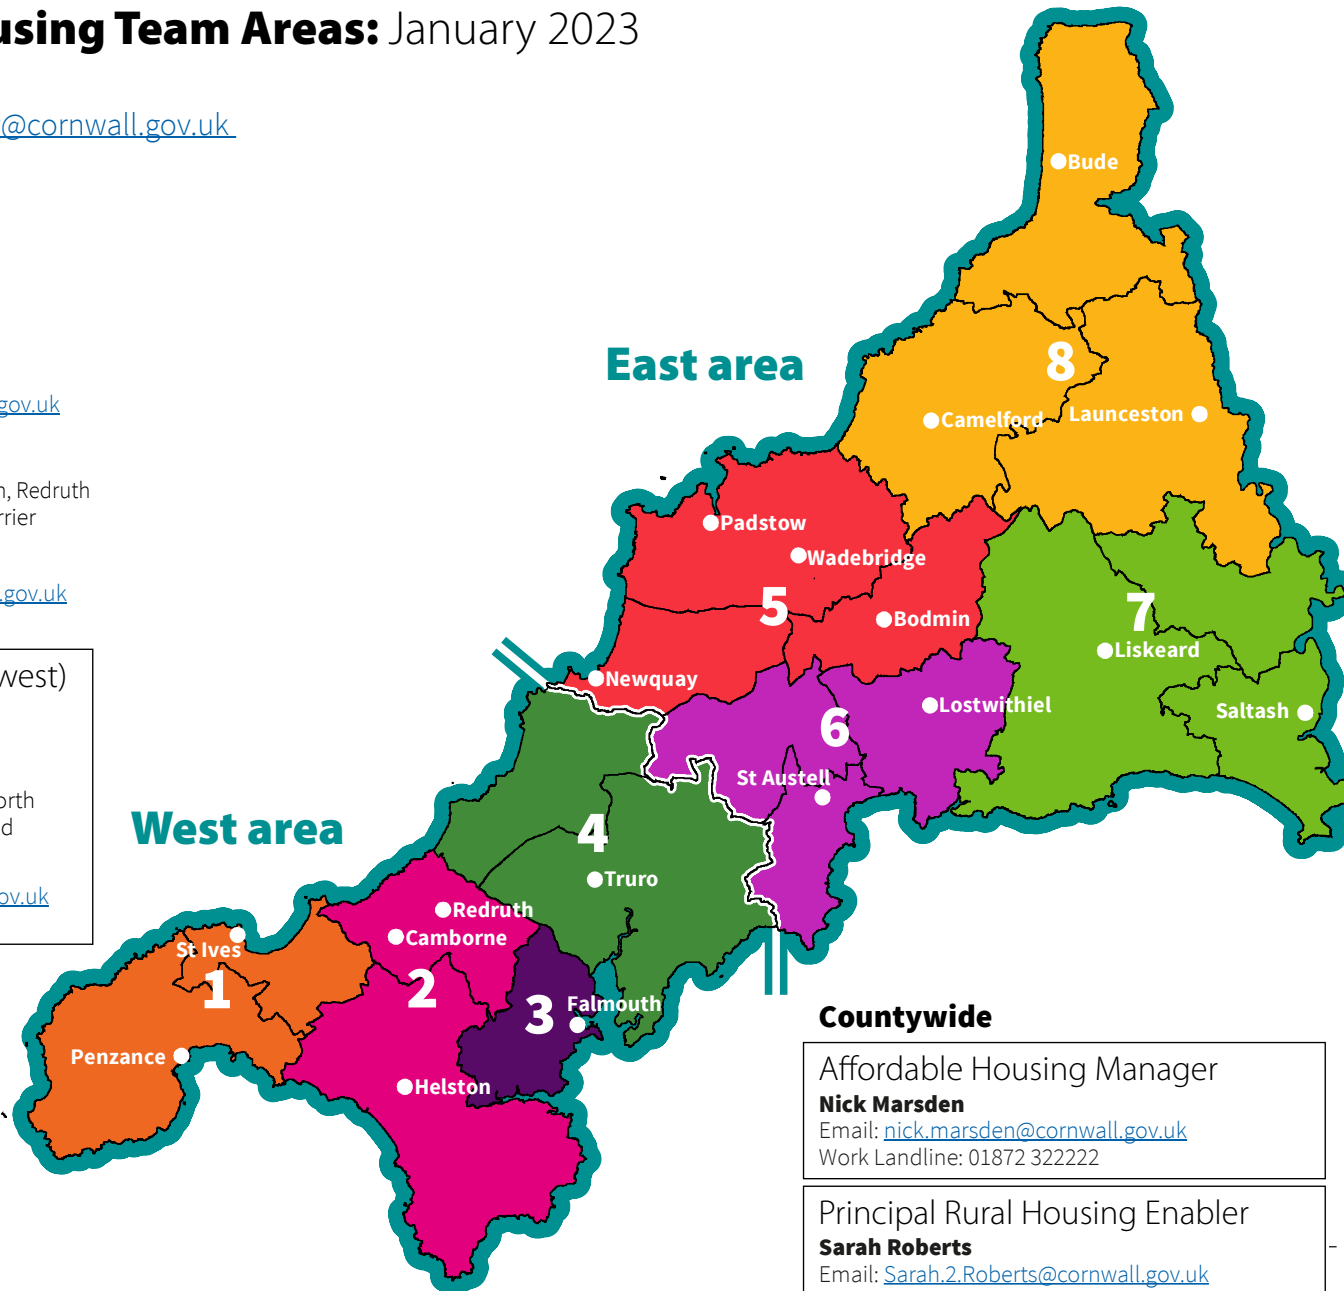 using Team Areas: January 2023
@cornwall.gov.uk
gov.uk
n, Redruth
rrier
.gov.uk
west)
orth
d
ov.uk
East area
West area
Bude
8
Camelford
Launceston
Padstow
Wadebridge
5
Bodmin
Newquay
7
Liskeard
Saltash
6
Lostwithiel
St Austell
4
Truro
Redruth
Camborne
2
Helston
3
Falmouth
St Ives
1
Penzance
Countywide
Affordable Housing Manager
Nick Marsden
Email: nick.marsden@cornwall.gov.uk
Work Landline: 01872 322222
Principal Rural Housing Enabler
Sarah Roberts
Email: Sarah.2.Roberts@cornwall.gov.uk